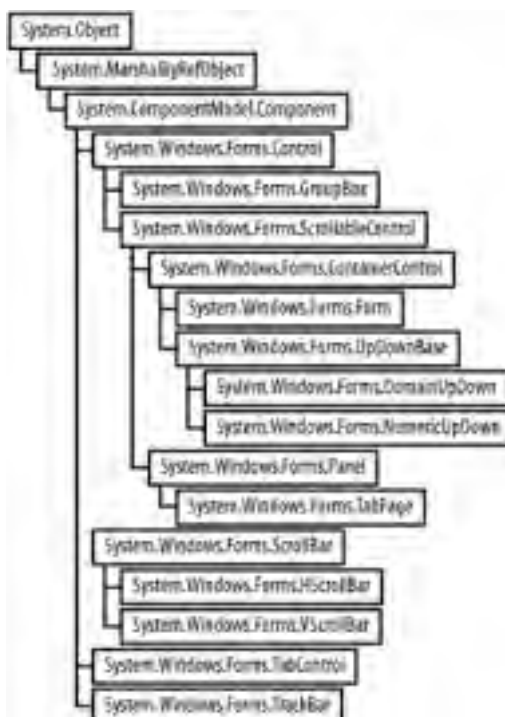 System.Object
System.MarshalByRefObject
System.ComponentModel.Component
System.Windows.Forms.Control
System.Windows.Forms.GroupBox
System.Windows.Forms.ScrollableControl
System.Windows.Forms.ContainerControl
System.Windows.Forms.Form
System.Windows.Forms.UpDownBase
System.Windows.Forms.DomainUpDown
System.Windows.Forms.NumericUpDown
System.Windows.Forms.Panel
System.Windows.Forms.TabPage
System.Windows.Forms.ScrollBar
System.Windows.Forms.HScrollBar
System.Windows.Forms.VScrollBar
System.Windows.Forms.TabControl
System.Windows.Forms.TrackBar